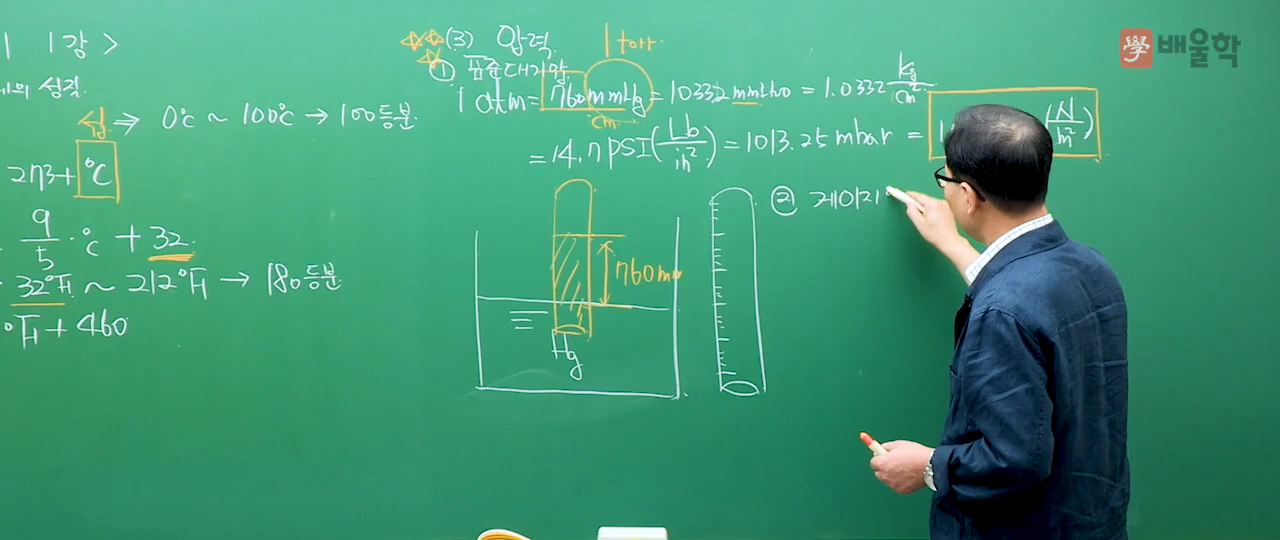 1강 >
의 성질
섭씨 → 0℃ ~ 100℃ → 100등분
273+ ℃
9/5 · ℃ + 32
32℉ ~ 212℉ → 180등분
℉ + 460
(3) 압력
1 torr
① 표준대기압
1 atm = 760mmHg = 10332 mmH2O = 1.0332 kg/cm²
cm
= 14.7 PSI(Lb/in²) = 1013.25 mbar = (N/m²)
760mm
Hg
② 게이지
學 배울학